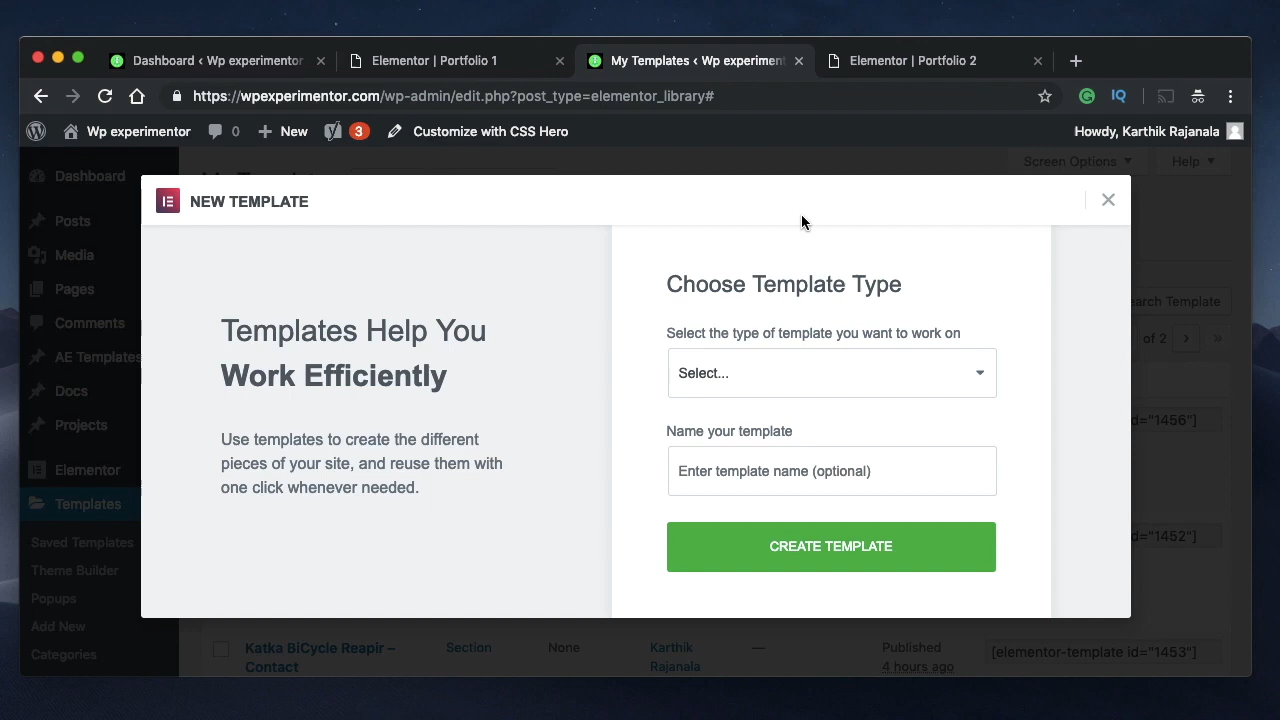 Dashboard ‹ Wp experimentor
Elementor | Portfolio 1
My Templates ‹ Wp experiment
Elementor | Portfolio 2
https://wpexperimentor.com/wp-admin/edit.php?post_type=elementor_library#
IQ
Wp experimentor
0
New
3
Customize with CSS Hero
Howdy, Karthik Rajanala
Screen Options
Help
Dashboard
Posts
Media
Pages
Comments
AE Templates
Docs
Projects
Elementor
Templates
Saved Templates
Theme Builder
Popups
Add New
Categories
NEW TEMPLATE
Templates Help You
Work Efficiently
Use templates to create the different
pieces of your site, and reuse them with
one click whenever needed.
Choose Template Type
Select the type of template you want to work on
Select...
Name your template
Enter template name (optional)
CREATE TEMPLATE
earch Template
of 2 › »
d="1456"]
d="1452"]
Katka BiCycle Reapir –
Contact
Section
None
Karthik
Rajanala
—
Published
4 hours ago
[elementor-template id="1453"]